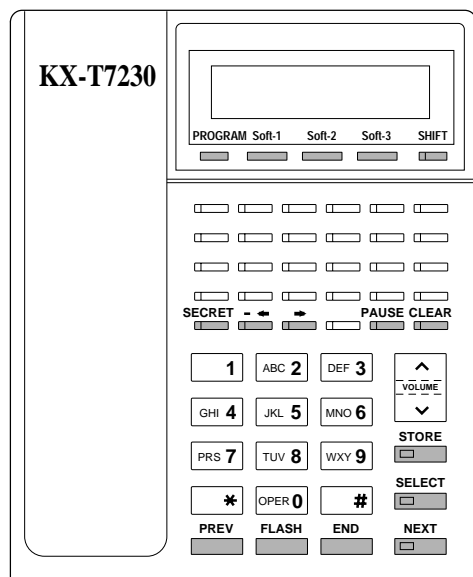 KX-T7230
PROGRAM Soft-1 Soft-2 Soft-3 SHIFT
SECRET - ← → PAUSE CLEAR
1 ABC 2 DEF 3
VOLUME
GHI 4 JKL 5 MNO 6
STORE
PRS 7 TUV 8 WXY 9
SELECT
* OPER 0 #
PREV FLASH END NEXT